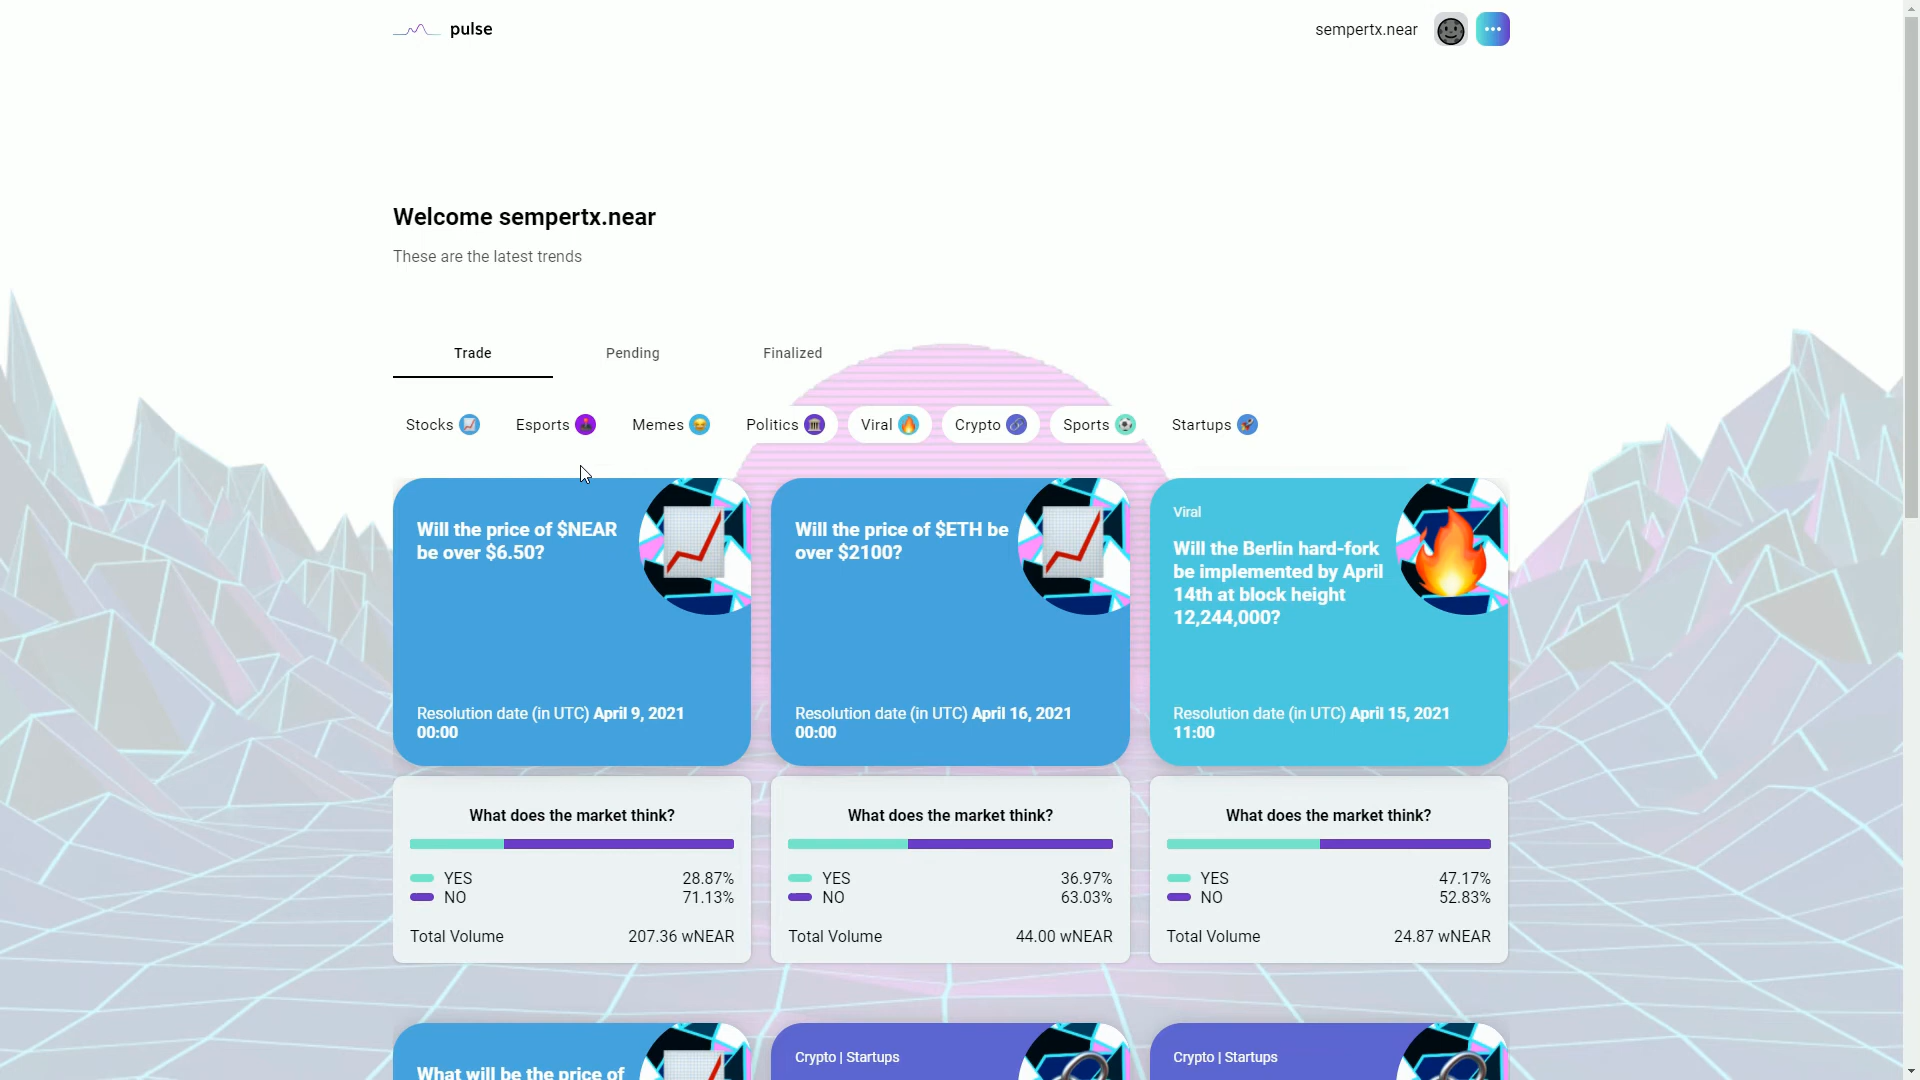 pulse
sempertx.near
Welcome sempertx.near
These are the latest trends
Trade
Pending
Finalized
Stocks
Esports
Memes
Politics
Viral
Crypto
Sports
Startups
Will the price of $NEAR
be over $6.50?
Resolution date (in UTC) April 9, 2021
00:00
What does the market think?
YES 28.87%
NO 71.13%
Total Volume 207.36 wNEAR
Will the price of $ETH be
over $2100?
Resolution date (in UTC) April 16, 2021
00:00
What does the market think?
YES 36.97%
NO 63.03%
Total Volume 44.00 wNEAR
Viral
Will the Berlin hard-fork
be implemented by April
14th at block height
12,244,000?
Resolution date (in UTC) April 15, 2021
11:00
What does the market think?
YES 47.17%
NO 52.83%
Total Volume 24.87 wNEAR
What will be the price of
Crypto | Startups
Crypto | Startups